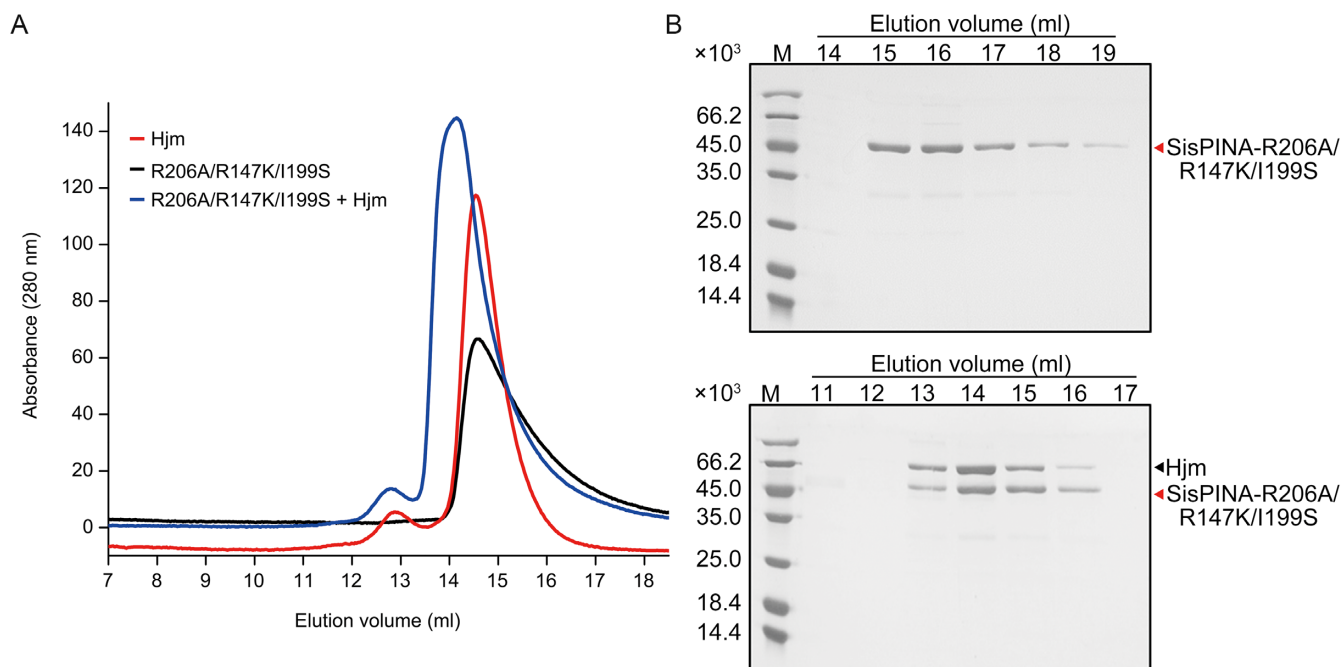 A
Absorbance (280 nm)
140
120
100
80
60
40
20
0
Hjm
R206A/R147K/I199S
R206A/R147K/I199S + Hjm
7 8 9 10 11 12 13 14 15 16 17 18
Elution volume (ml)
B
Elution volume (ml)
×10³ M 14 15 16 17 18 19
66.2
45.0
35.0
25.0
18.4
14.4
SisPINA-R206A/
R147K/I199S
Elution volume (ml)
×10³ M 11 12 13 14 15 16 17
66.2
45.0
35.0
25.0
18.4
14.4
Hjm
SisPINA-R206A/
R147K/I199S